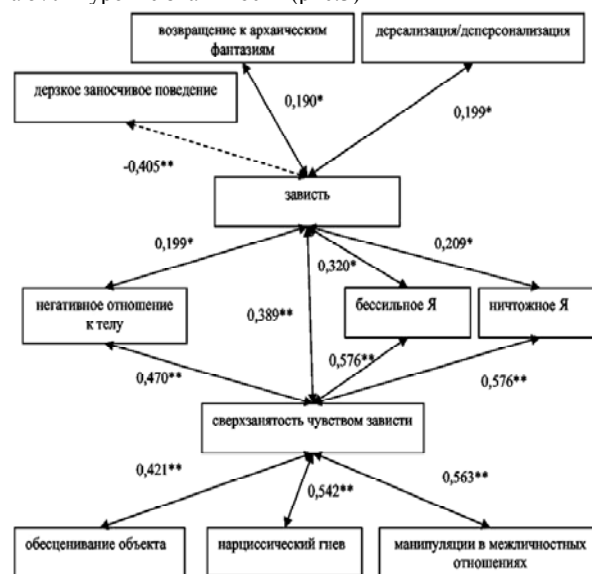 возвращение к архаическим
фантазиям
дереализация/деперсонализация
дерзкое заносчивое поведение
0,190*
0,199*
-0,405**
зависть
0,199*
0,320*
0,209*
негативное отношение
к телу
0,389**
бессильное Я
ничтожное Я
0,470**
0,576**
0,576**
сверхзанятость чувством зависти
0,421**
0,542**
0,563**
обесценивание объекта
нарциссический гнев
манипуляции в межличностных
отношениях